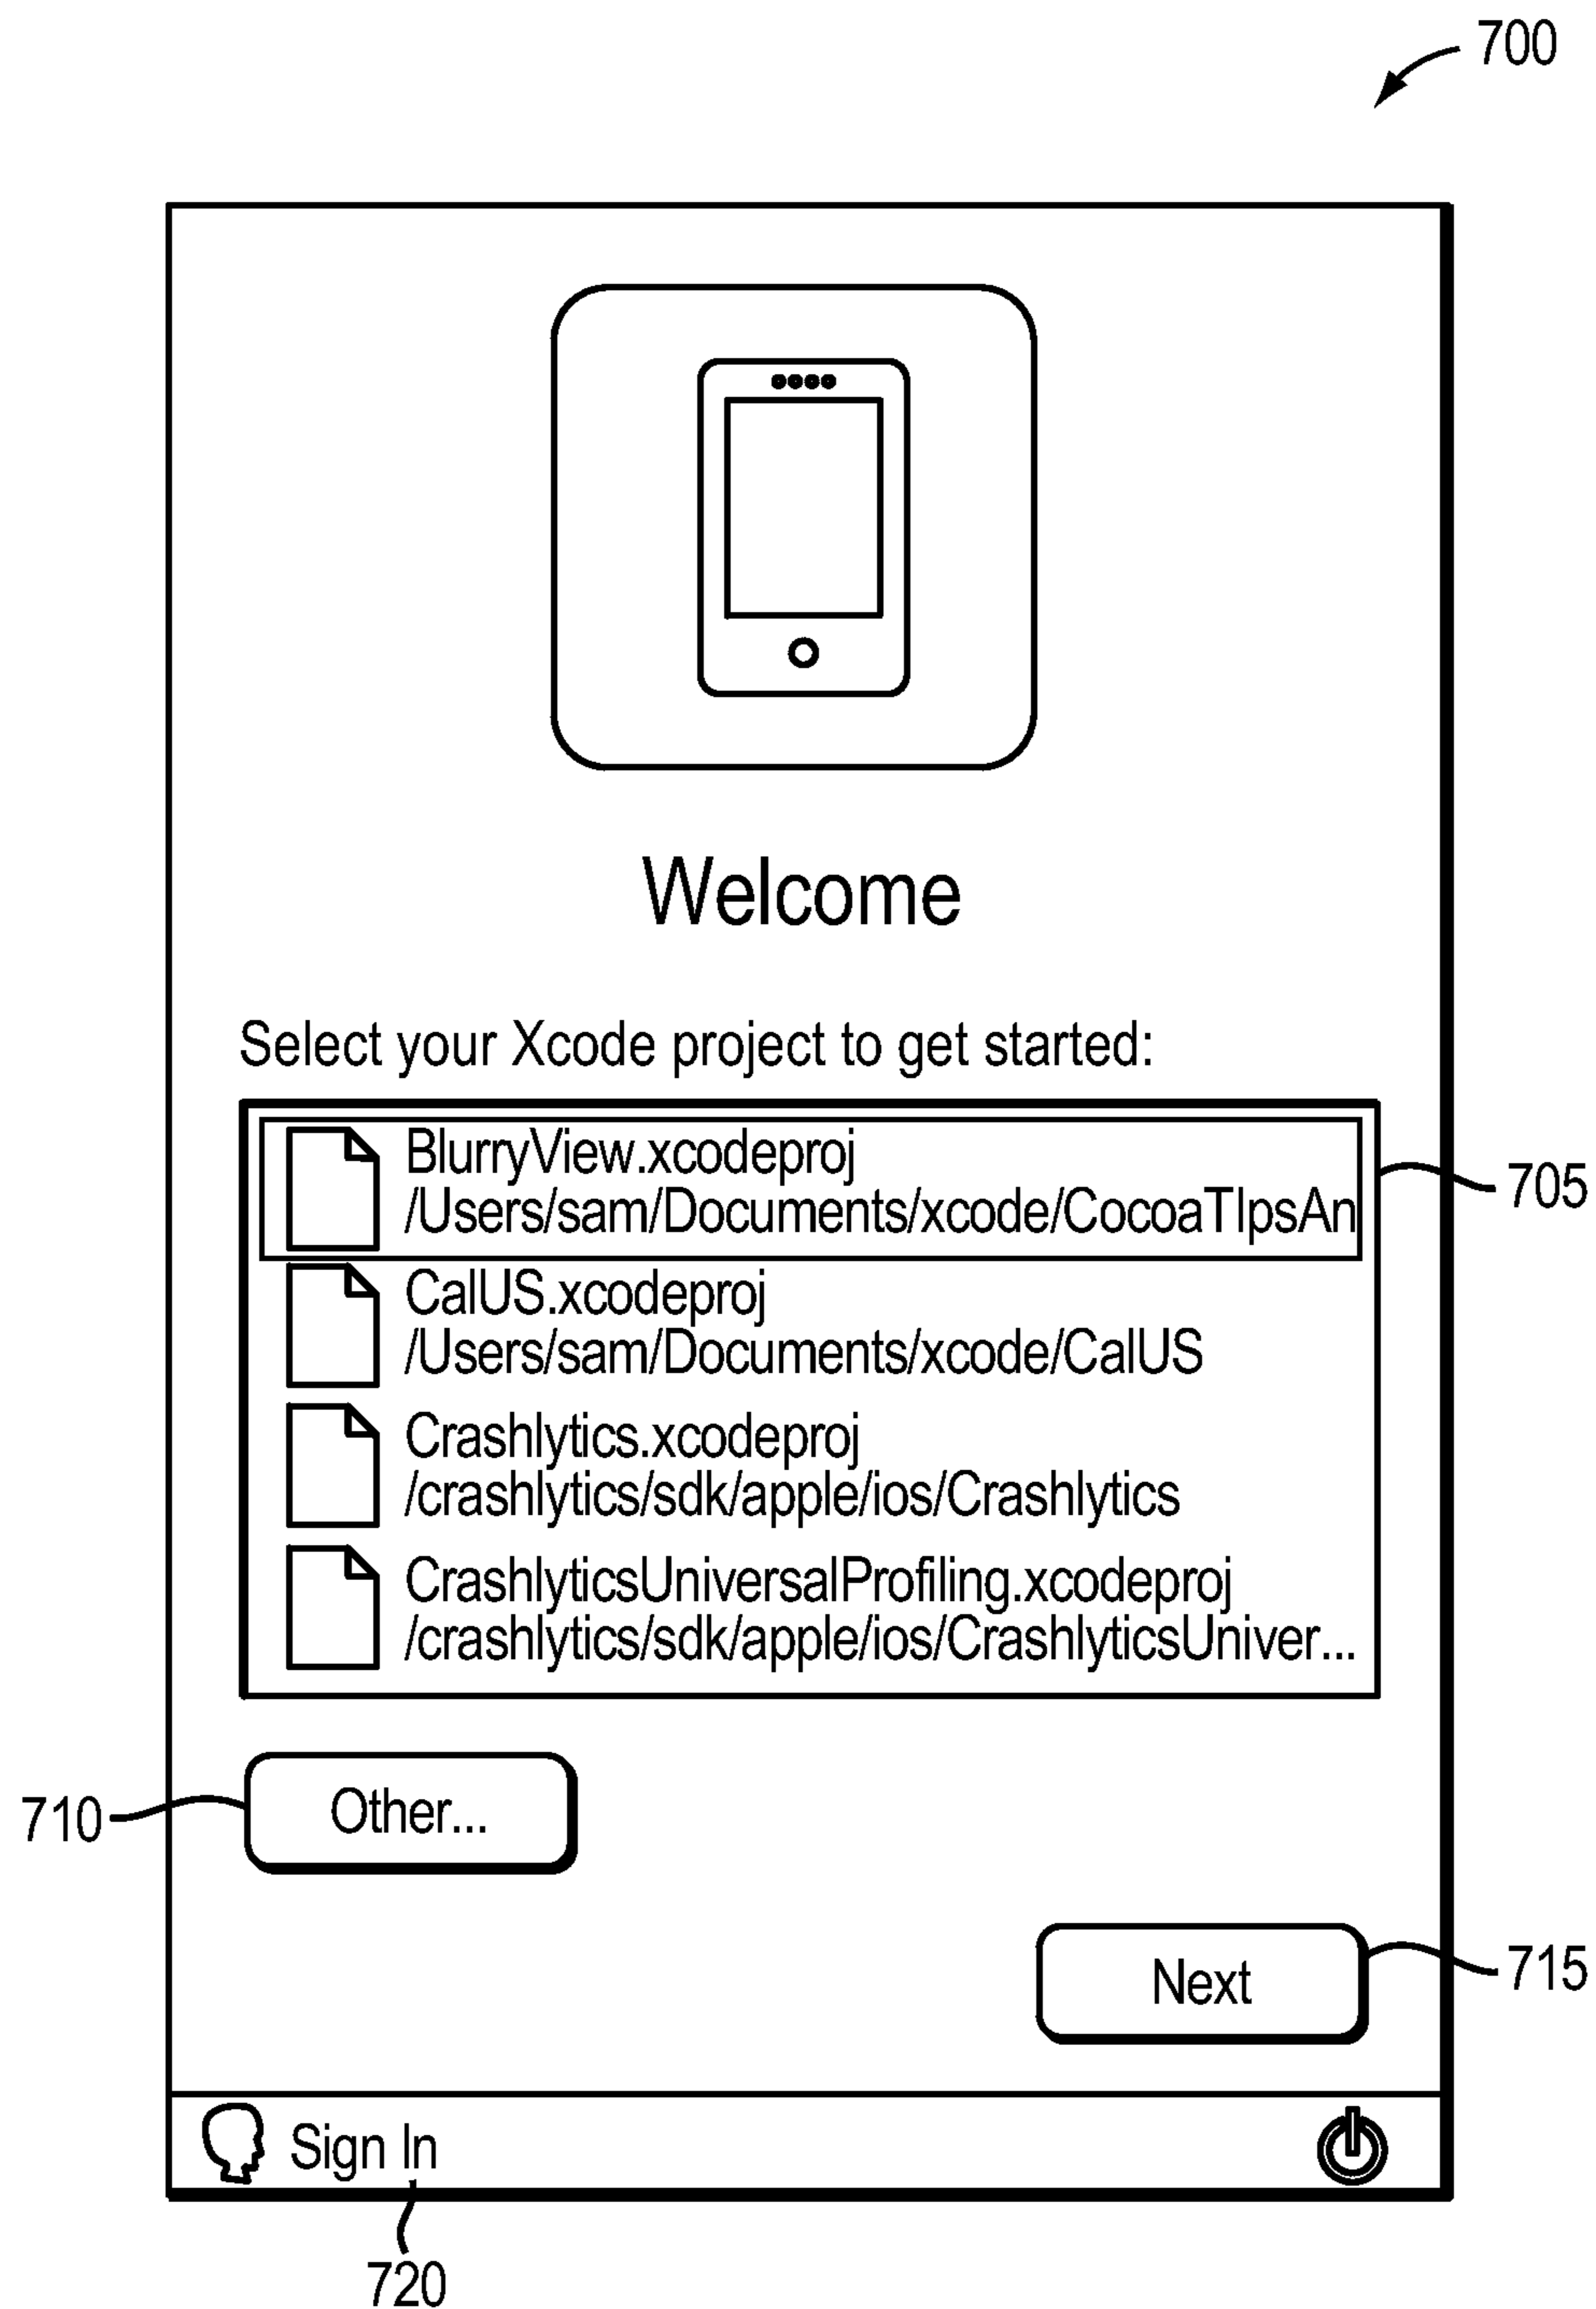 700
Welcome
Select your Xcode project to get started:
BlurryView.xcodeproj
/Users/sam/Documents/xcode/CocoaTIpsAn
705
CalUS.xcodeproj
/Users/sam/Documents/xcode/CalUS
Crashlytics.xcodeproj
/crashlytics/sdk/apple/ios/Crashlytics
CrashlyticsUniversalProfiling.xcodeproj
/crashlytics/sdk/apple/ios/CrashlyticsUniver...
710
Other...
Next
715
Sign In
720